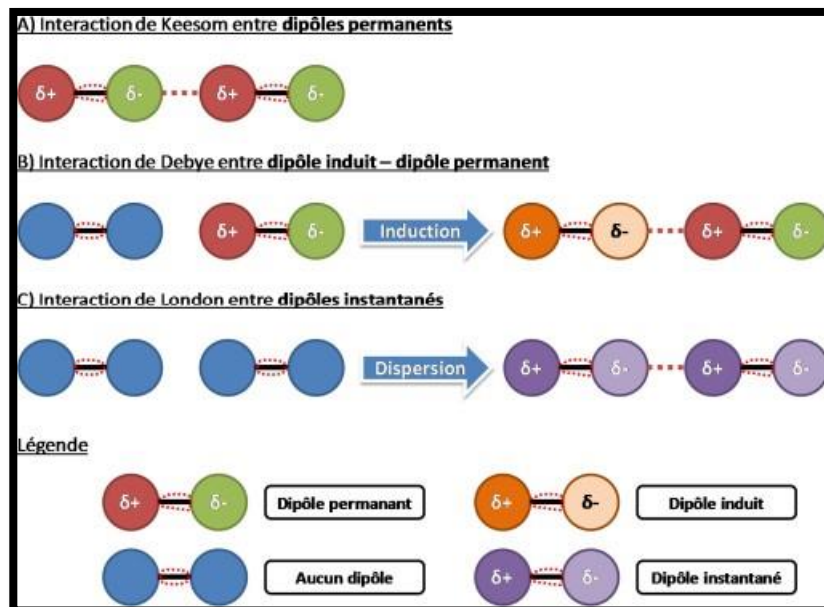 A) Interaction de Keesom entre dipôles permanents
δ+ δ- δ+ δ-
B) Interaction de Debye entre dipôle induit – dipôle permanent
δ+ δ- Induction δ+ δ- δ+ δ-
C) Interaction de London entre dipôles instantanés
Dispersion δ+ δ- δ+ δ-
Légende
δ+ δ- Dipôle permanant δ+ δ- Dipôle induit
Aucun dipôle δ+ δ- Dipôle instantané